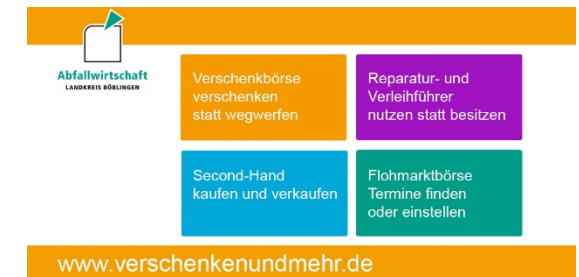 Abfallwirtschaft
LANDKREIS BÖBLINGEN
Verschenkbörse
verschenken
statt wegwerfen
Reparatur- und
Verleihführer
nutzen statt besitzen
Second-Hand
kaufen und verkaufen
Flohmarktbörse
Termine finden
oder einstellen
www.verschenkenundmehr.de